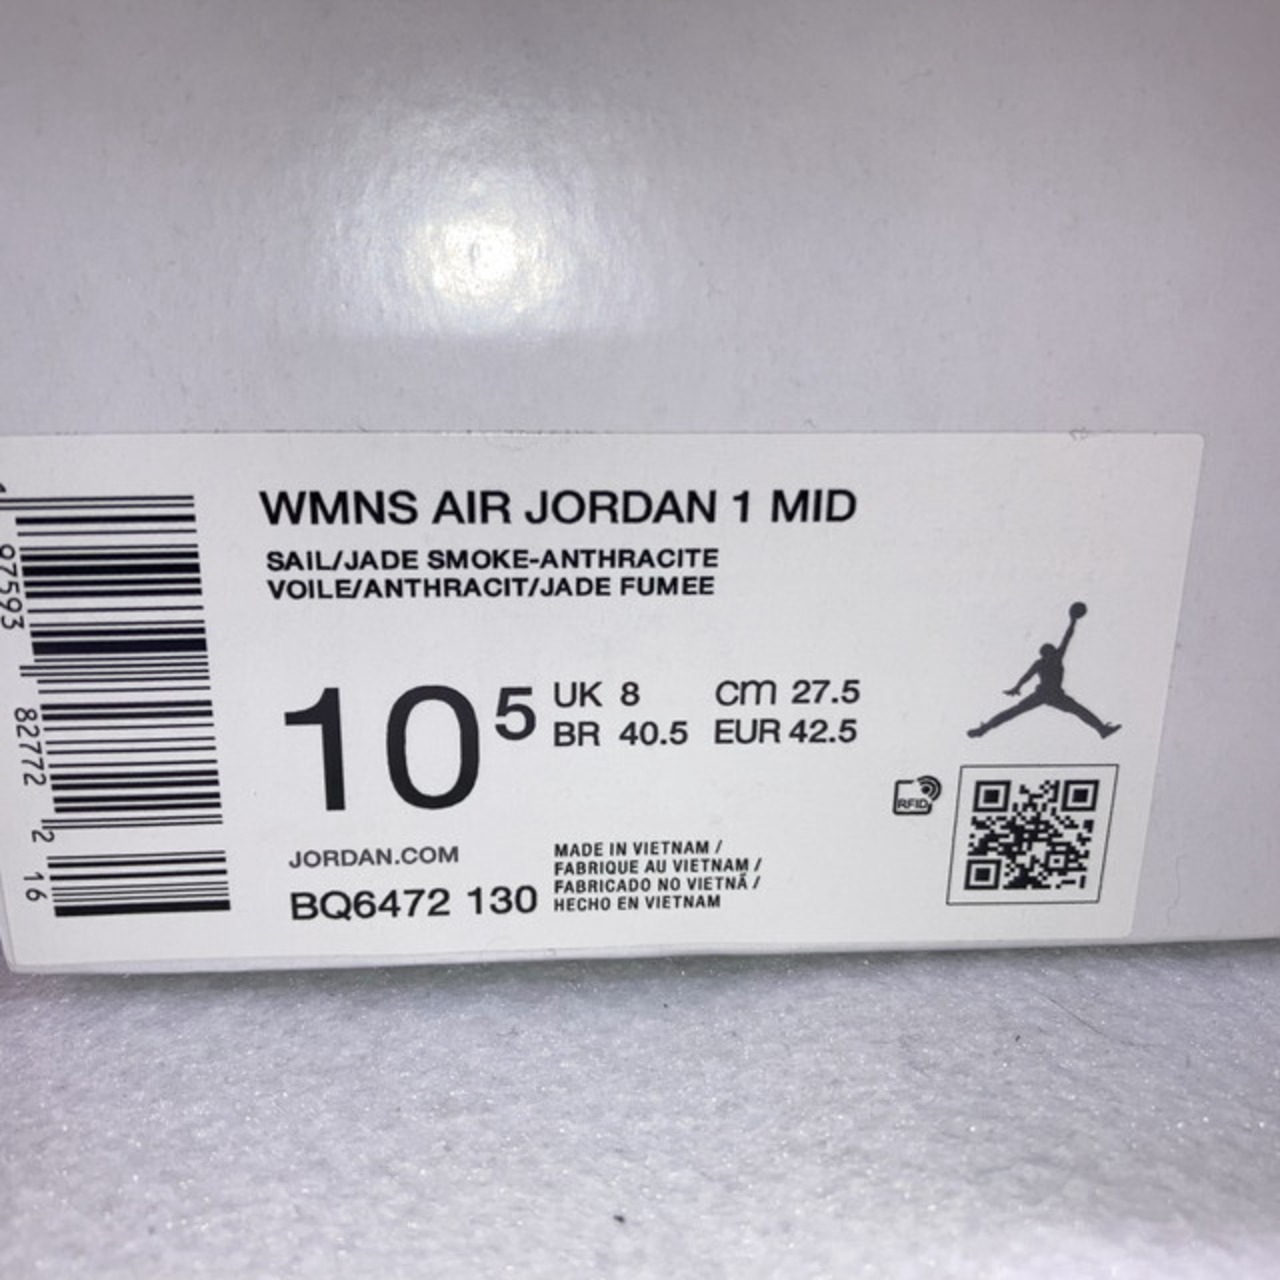 WMNS AIR JORDAN 1 MID
SAIL/JADE SMOKE-ANTHRACITE
VOILE/ANTHRACIT/JADE FUMEE
10 5 UK 8 cm 27.5
BR 40.5 EUR 42.5
RFID
JORDAN.COM
BQ6472 130
MADE IN VIETNAM /
FABRIQUE AU VIETNAM /
FABRICADO NO VIETNÃ /
HECHO EN VIETNAM
1 97593 82772 2 16